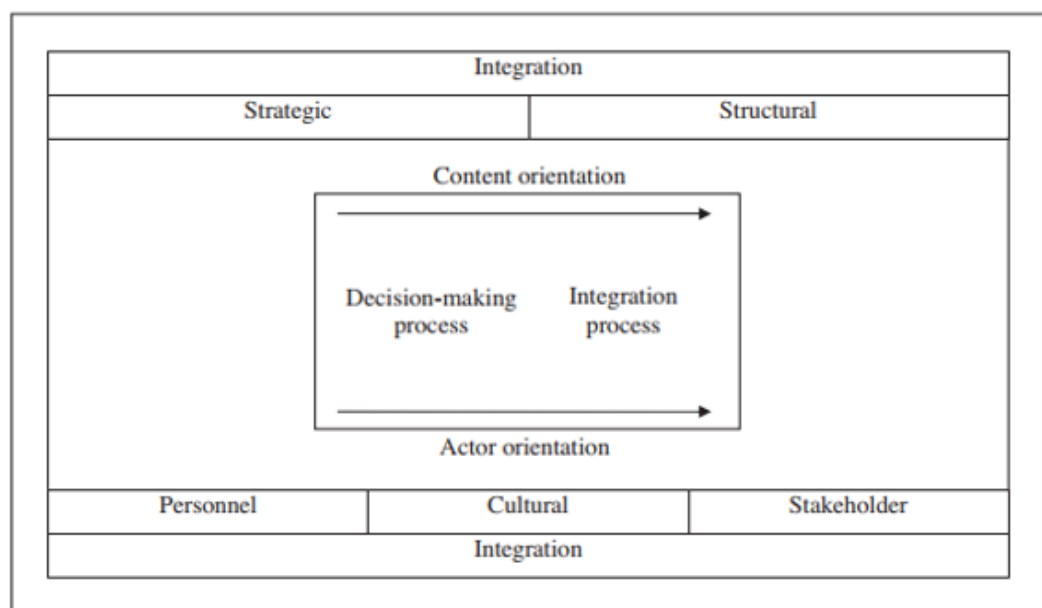 Integration
Strategic
Structural
Content orientation
Decision-making
process
Integration
process
Actor orientation
Personnel
Cultural
Stakeholder
Integration